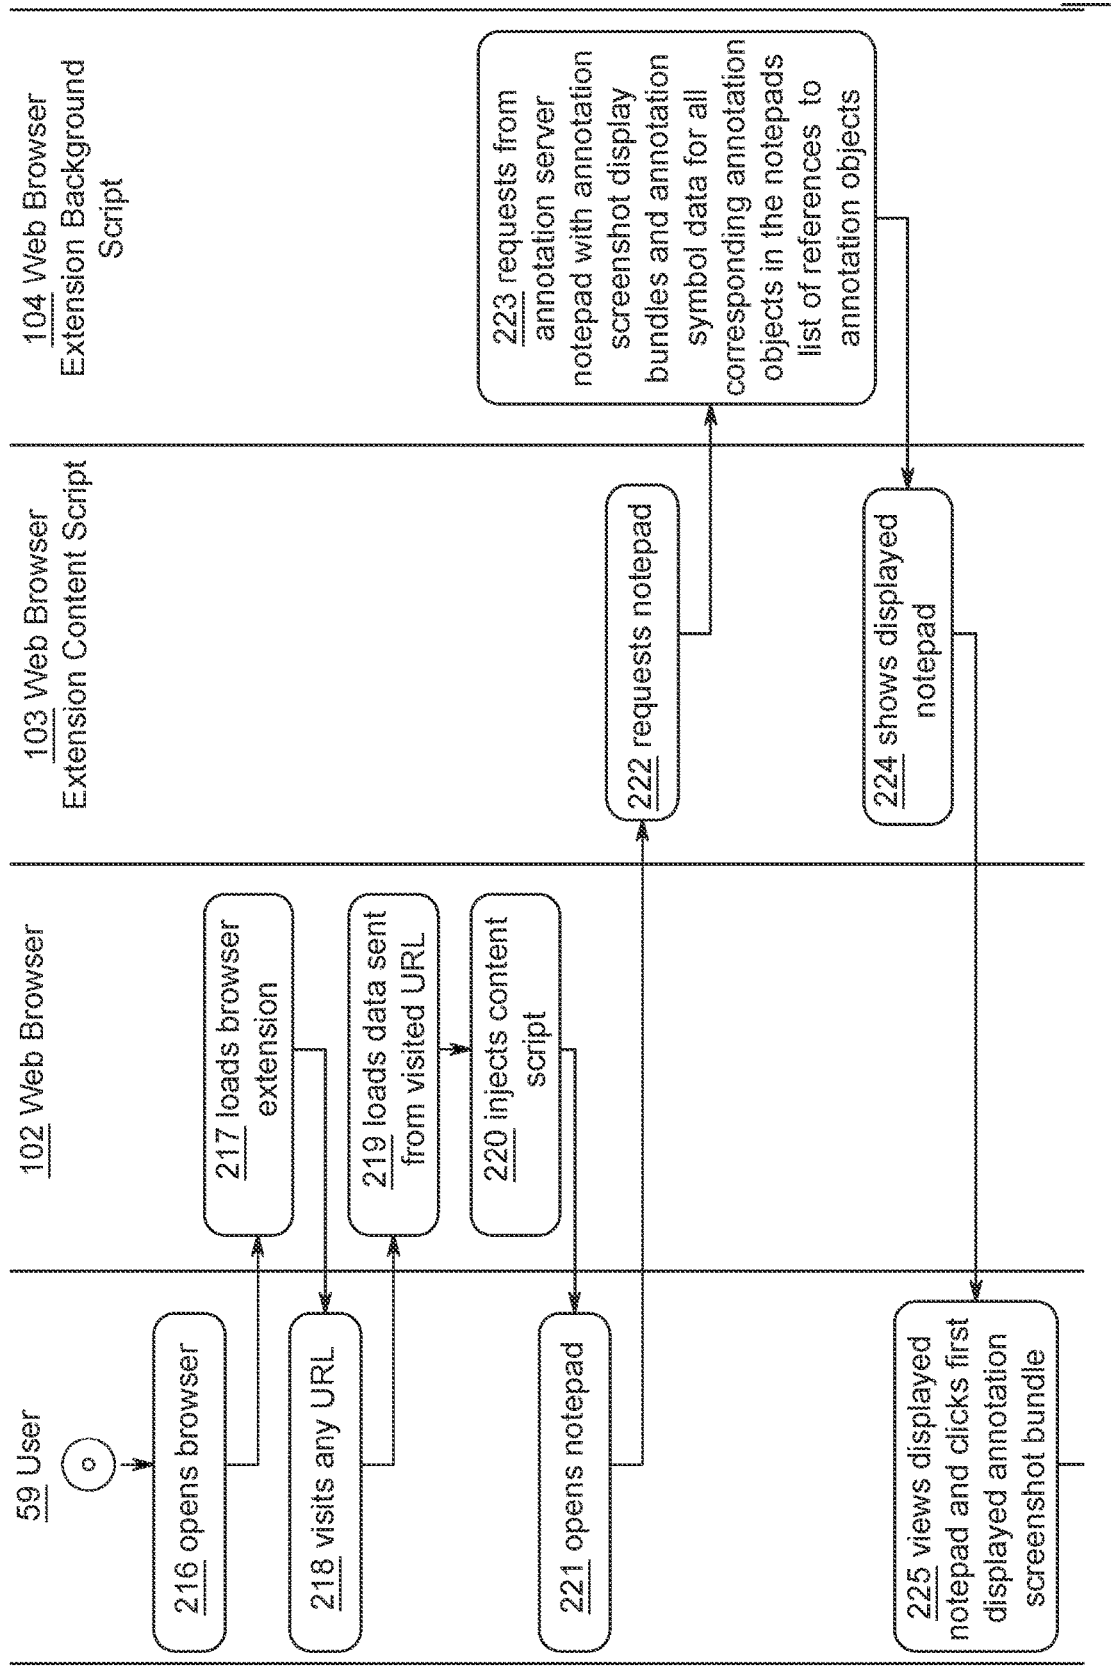 59 User
216 opens browser
218 visits any URL
221 opens notepad
225 views displayed
notepad and clicks first
displayed annotation
screenshot bundle
102 Web Browser
217 loads browser
extension
219 loads data sent
from visited URL
220 injects content
script
103 Web Browser
Extension Content Script
222 requests notepad
224 shows displayed
notepad
104 Web Browser
Extension Background
Script
223 requests from
annotation server
notepad with annotation
screenshot display
bundles and annotation
symbol data for all
corresponding annotation
objects in the notepads
list of references to
annotation objects